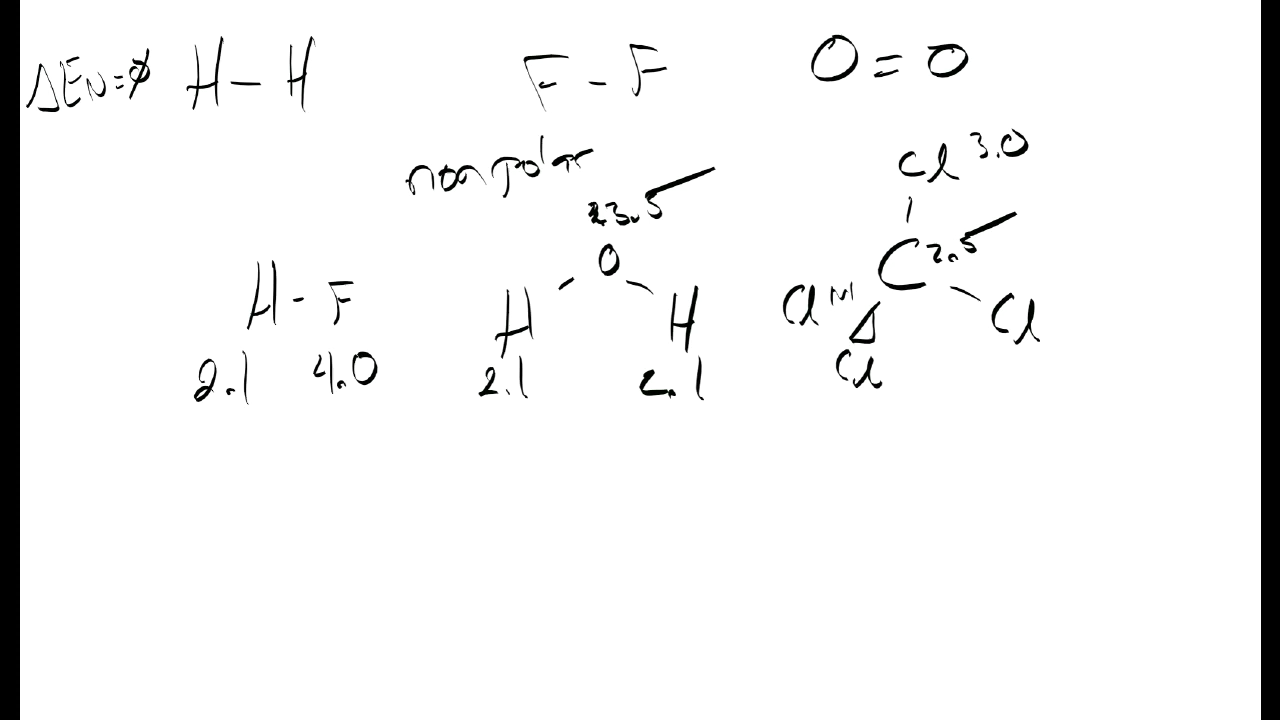 ΔEN=ϕ H-H F-F O=O
nonpolar
Cl 3.0
3.5
O
C 2.5
H-F
H H
Cl Cl
2.1 4.0 2.1 2.1
Cl